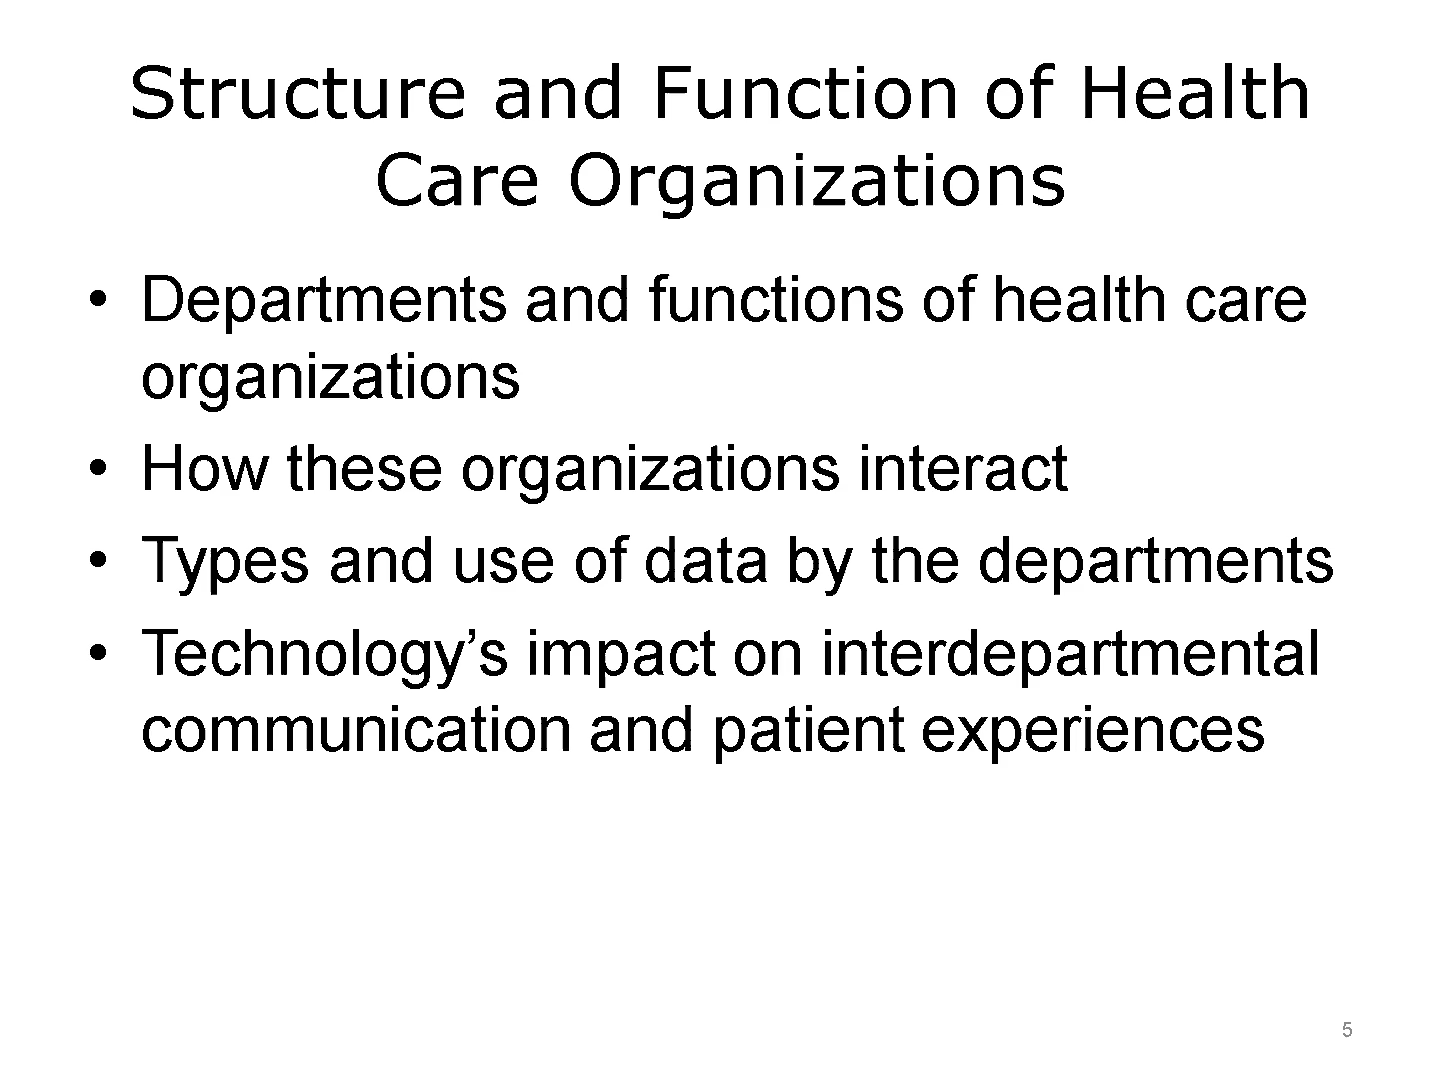 Structure and Function of Health
Care Organizations
• Departments and functions of health care
organizations
• How these organizations interact
• Types and use of data by the departments
• Technology’s impact on interdepartmental
communication and patient experiences
5